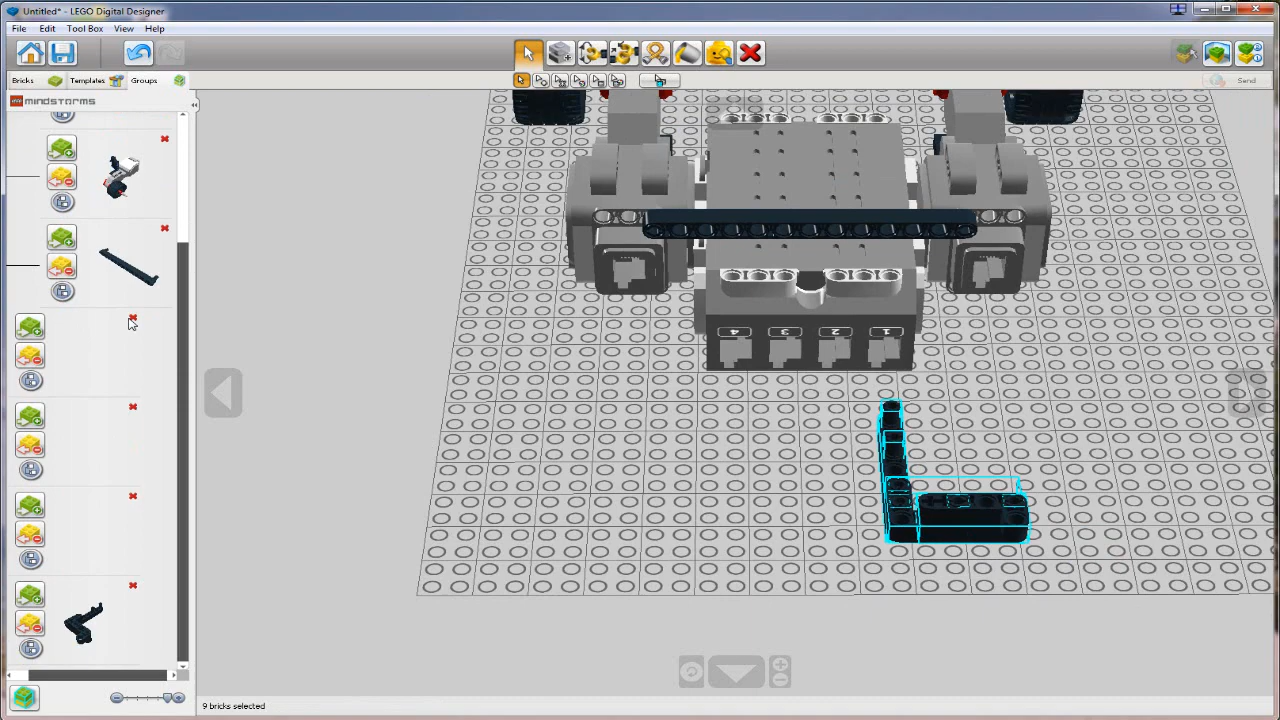 Untitled* - LEGO Digital Designer
File Edit Tool Box View Help
Bricks Templates Groups
Send
mindstorms
4 3 2 1
9 bricks selected